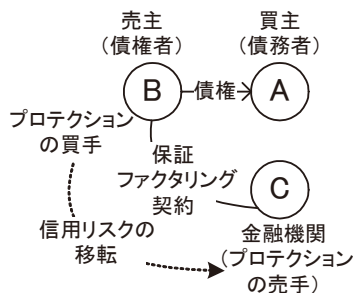 売主
（債権者）
買主
（債務者）
B
債権
A
プロテクション
の買手
保証
ファクタリング
契約
C
信用リスクの
移転
金融機関
（プロテクション
の売手）